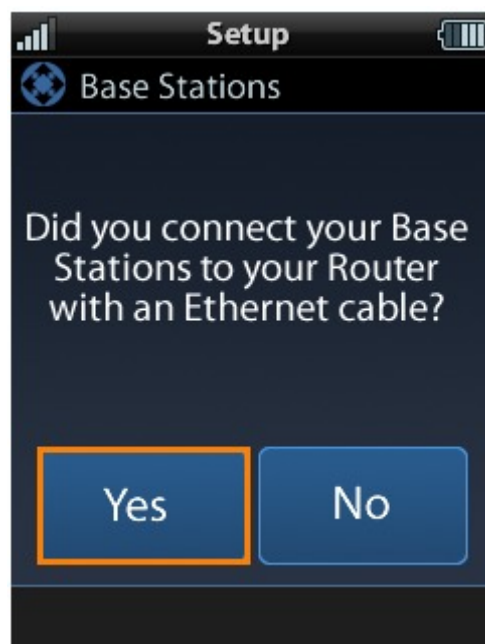 Setup
Base Stations
Did you connect your Base
Stations to your Router
with an Ethernet cable?
Yes
No